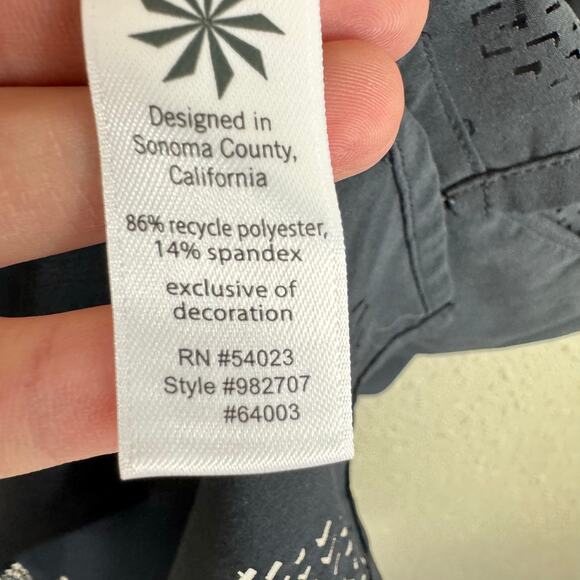 Designed in
Sonoma County,
California
86% recycle polyester,
14% spandex
exclusive of
decoration
RN #54023
Style #982707
#64003